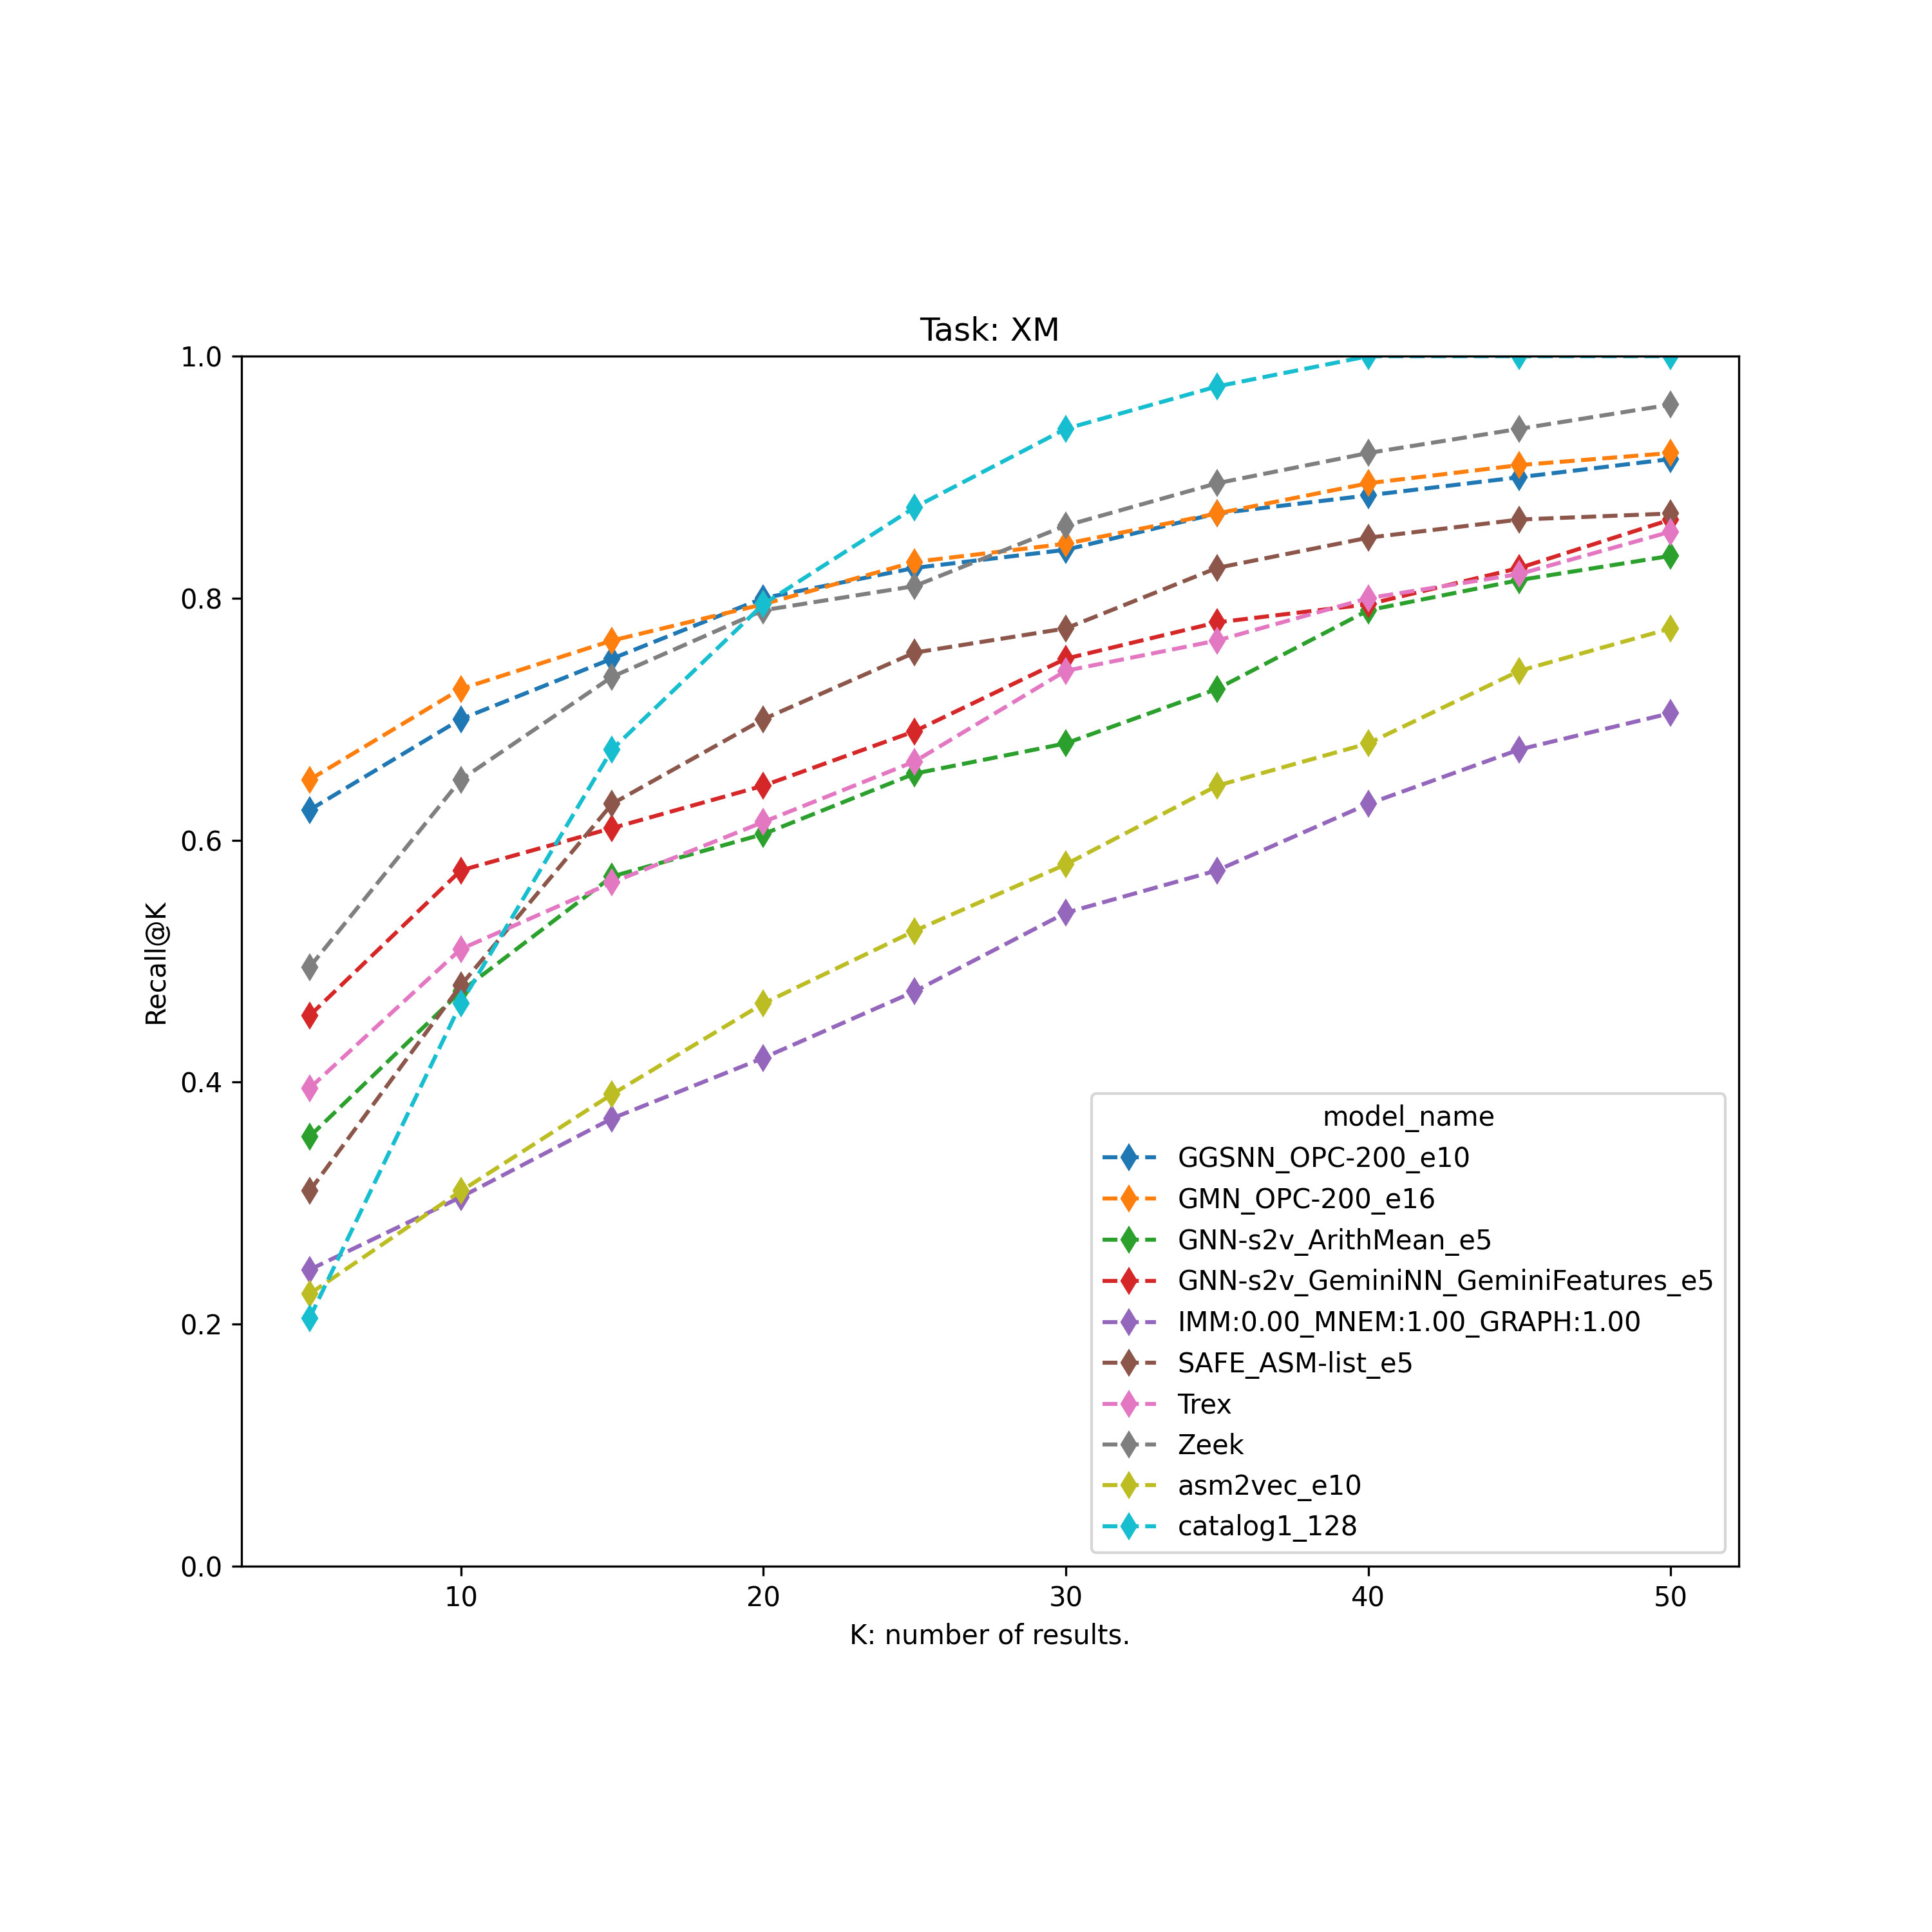 Task: XM
1.0
0.8
0.6
0.4
0.2
0.0
Recall@K
10 20 30 40 50
K: number of results.
model_name
GGSNN_OPC-200_e10
GMN_OPC-200_e16
GNN-s2v_ArithMean_e5
GNN-s2v_GeminiNN_GeminiFeatures_e5
IMM:0.00_MNEM:1.00_GRAPH:1.00
SAFE_ASM-list_e5
Trex
Zeek
asm2vec_e10
catalog1_128